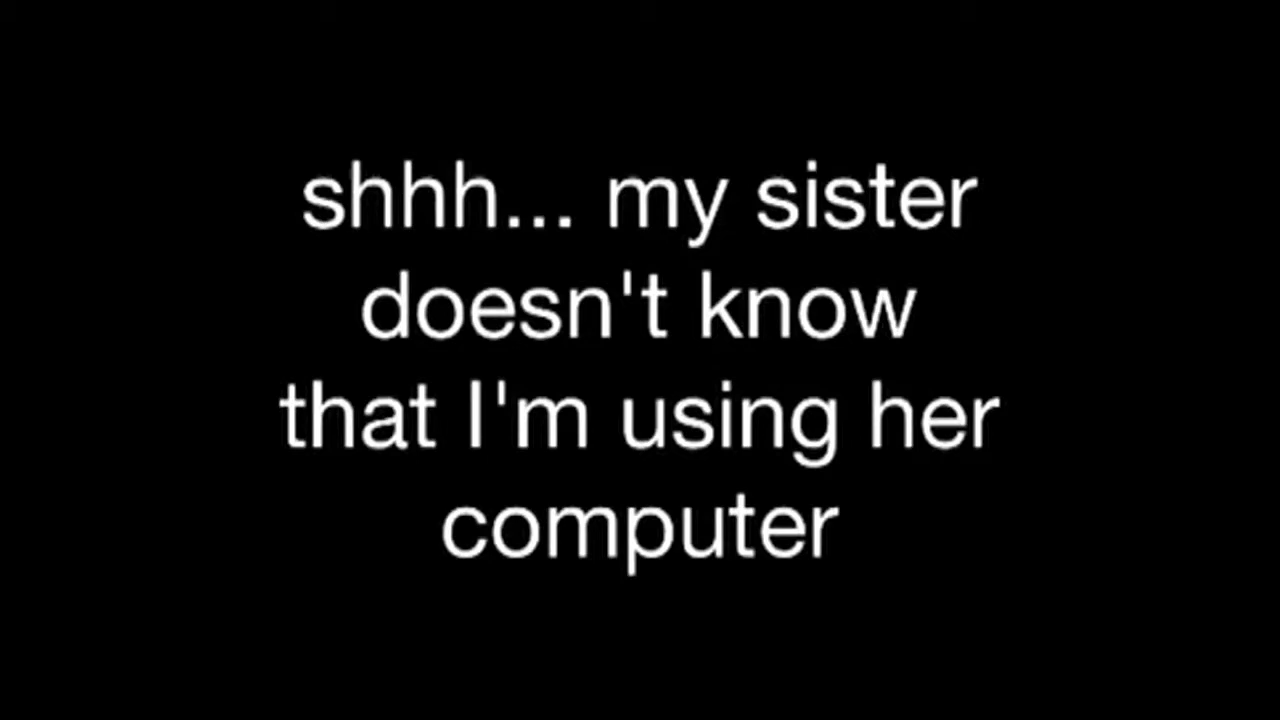 shhh... my sister
doesn't know
that I'm using her
computer